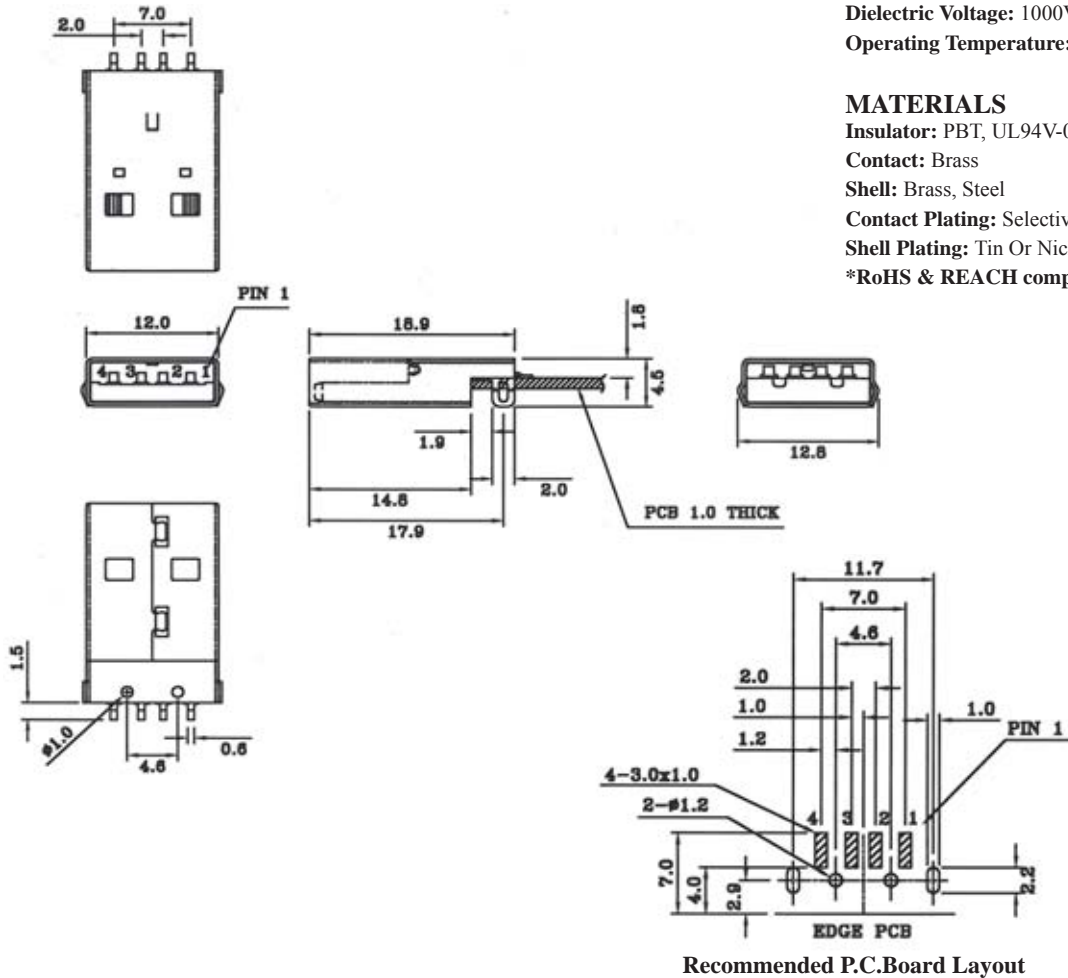 Dielectric Voltage: 1000V
Operating Temperature:
MATERIALS
Insulator: PBT, UL94V-0
Contact: Brass
Shell: Brass, Steel
Contact Plating: Selectiv
Shell Plating: Tin Or Nic
*RoHS & REACH comp
7.0
2.0
PIN 1
12.0
4 3 2 1
18.9
1.8
4.5
1.9
2.0
14.8
17.9
PCB 1.0 THICK
12.8
1.5
ø1.0
4.6
0.6
11.7
7.0
4.6
2.0
1.0
1.2
1.0
PIN 1
4-3.0x1.0
2-ø1.2
4 3 2 1
7.0
4.0
2.9
2.2
EDGE PCB
Recommended P.C.Board Layout